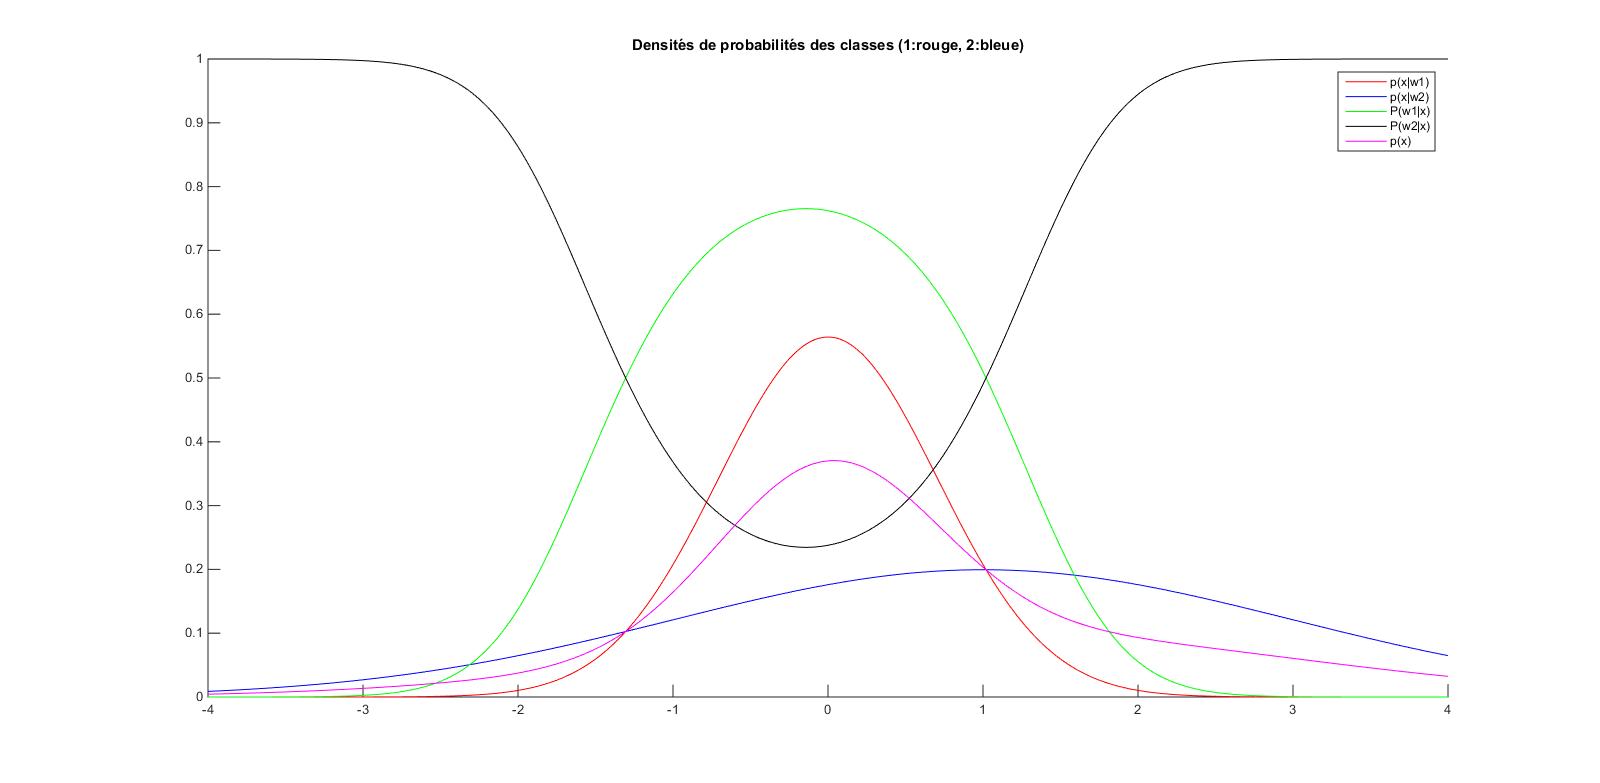 Densités de probabilités des classes (1:rouge, 2:bleue)
1
p(x|w1)
p(x|w2)
P(w1|x)
P(w2|x)
p(x)
0.9
0.8
0.7
0.6
0.5
0.4
0.3
0.2
0.1
0
-4 -3 -2 -1 0 1 2 3 4